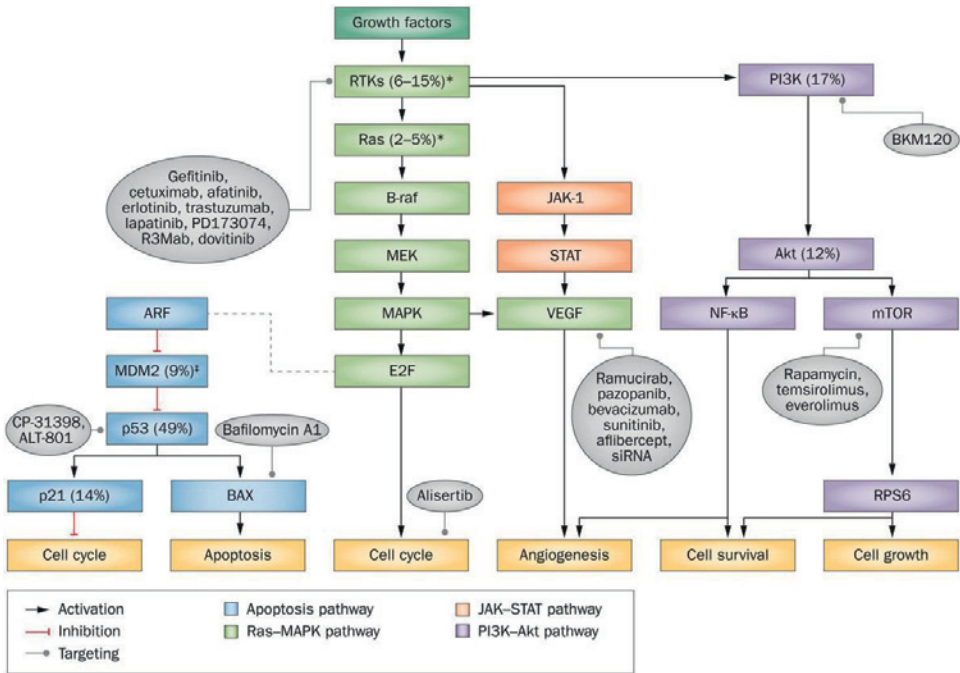 Growth factors
RTKs (6–15%)*
PI3K (17%)
Ras (2–5%)*
BKM120
Gefitinib,
cetuximab, afatinib,
erlotinib, trastuzumab,
lapatinib, PD173074,
R3Mab, dovitinib
B-raf
JAK-1
MEK
STAT
Akt (12%)
ARF
MAPK
VEGF
NF-κB
mTOR
MDM2 (9%)‡
E2F
Ramucirab,
pazopanib,
bevacizumab,
sunitinib,
aflibercept,
siRNA
Rapamycin,
temsirolimus,
everolimus
CP-31398,
ALT-801
p53 (49%)
Bafilomycin A1
p21 (14%)
BAX
Alisertib
RPS6
Cell cycle
Apoptosis
Cell cycle
Angiogenesis
Cell survival
Cell growth
Activation
Apoptosis pathway
JAK–STAT pathway
Inhibition
Ras–MAPK pathway
PI3K–Akt pathway
Targeting